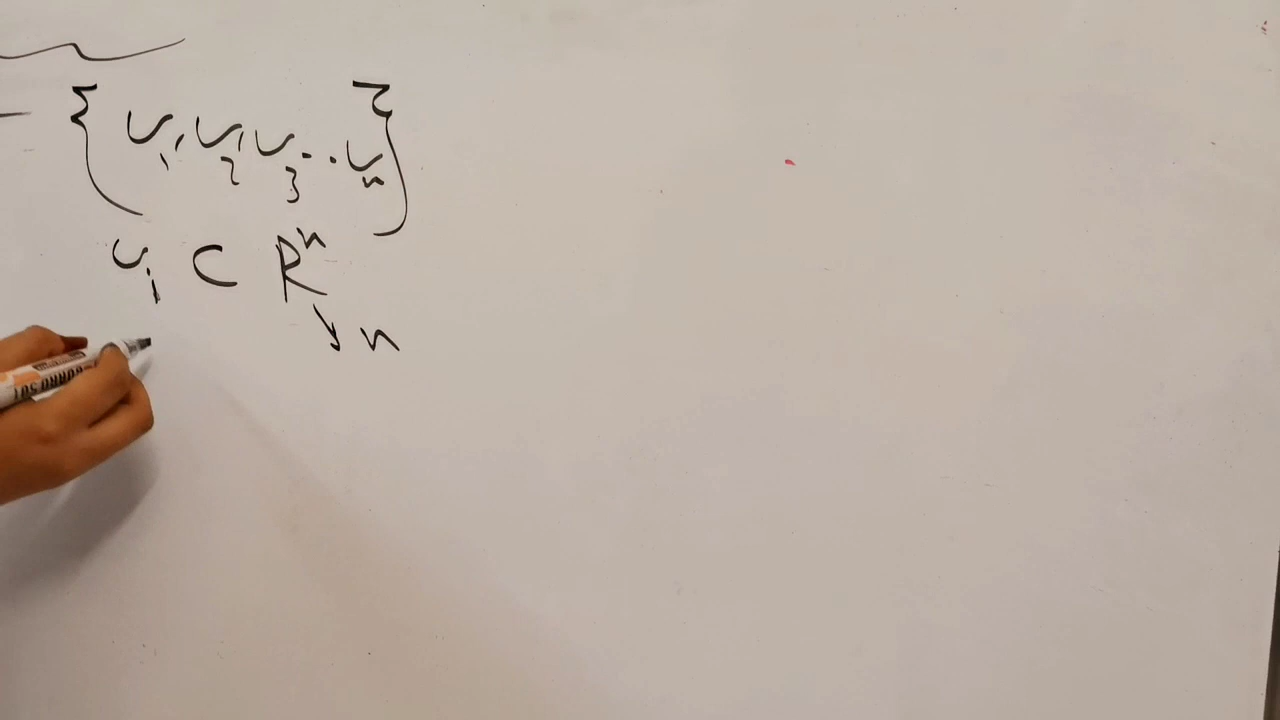 { v₁, v₂, v₃ . . vₙ }
vᵢ ⊂ Rⁿ
↘ n